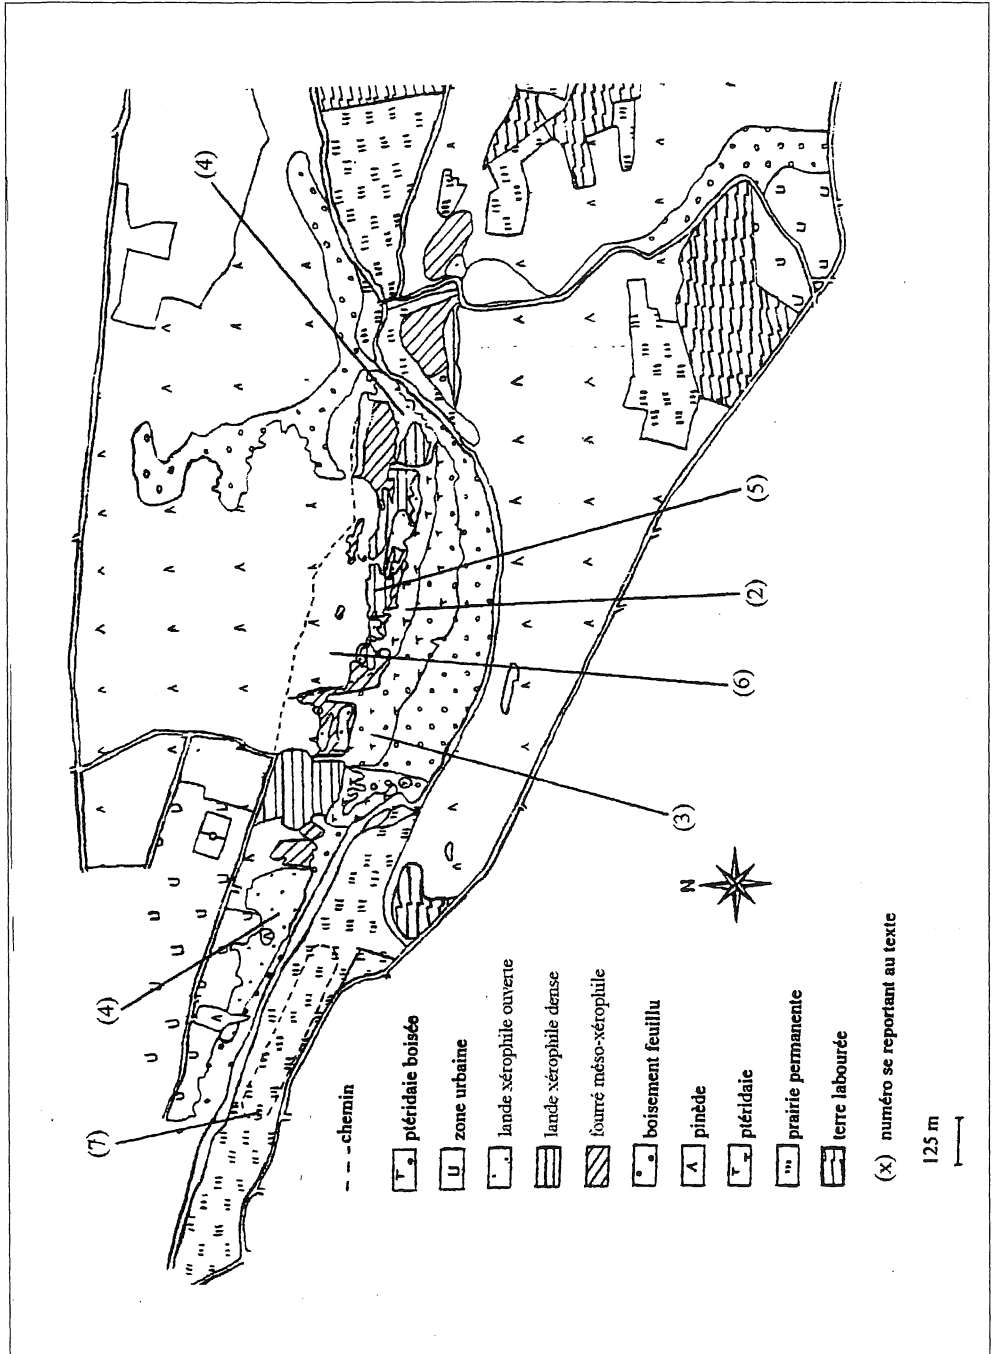 (4)
(5)
(2)
(6)
(3)
(4)
(7)
N
chemin
ptéridaie boisée
zone urbaine
lande xérophile ouverte
lande xérophile dense
fourré méso-xérophile
boisement feuillu
pinède
ptéridaie
prairie permanente
terre labourée
(x) numéro se reportant au texte
125 m